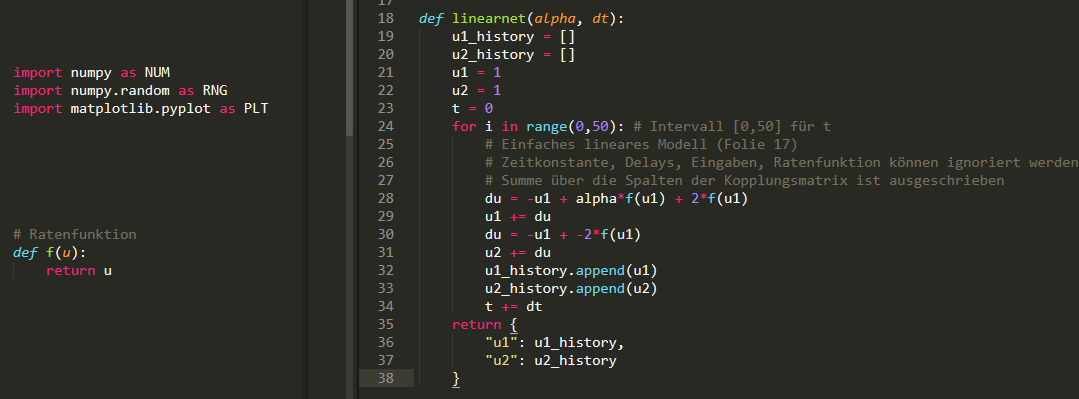 import numpy as NUM
import numpy.random as RNG
import matplotlib.pyplot as PLT
# Ratenfunktion
def f(u):
return u
17
18 def linearnet(alpha, dt):
19 u1_history = []
20 u2_history = []
21 u1 = 1
22 u2 = 1
23 t = 0
24 for i in range(0,50): # Intervall [0,50] für t
25 # Einfaches lineares Modell (Folie 17)
26 # Zeitkonstante, Delays, Eingaben, Ratenfunktion können ignoriert werden
27 # Summe über die Spalten der Kopplungsmatrix ist ausgeschrieben
28 du = -u1 + alpha*f(u1) + 2*f(u1)
29 u1 += du
30 du = -u1 + -2*f(u1)
31 u2 += du
32 u1_history.append(u1)
33 u2_history.append(u2)
34 t += dt
35 return {
36 "u1": u1_history,
37 "u2": u2_history
38 }